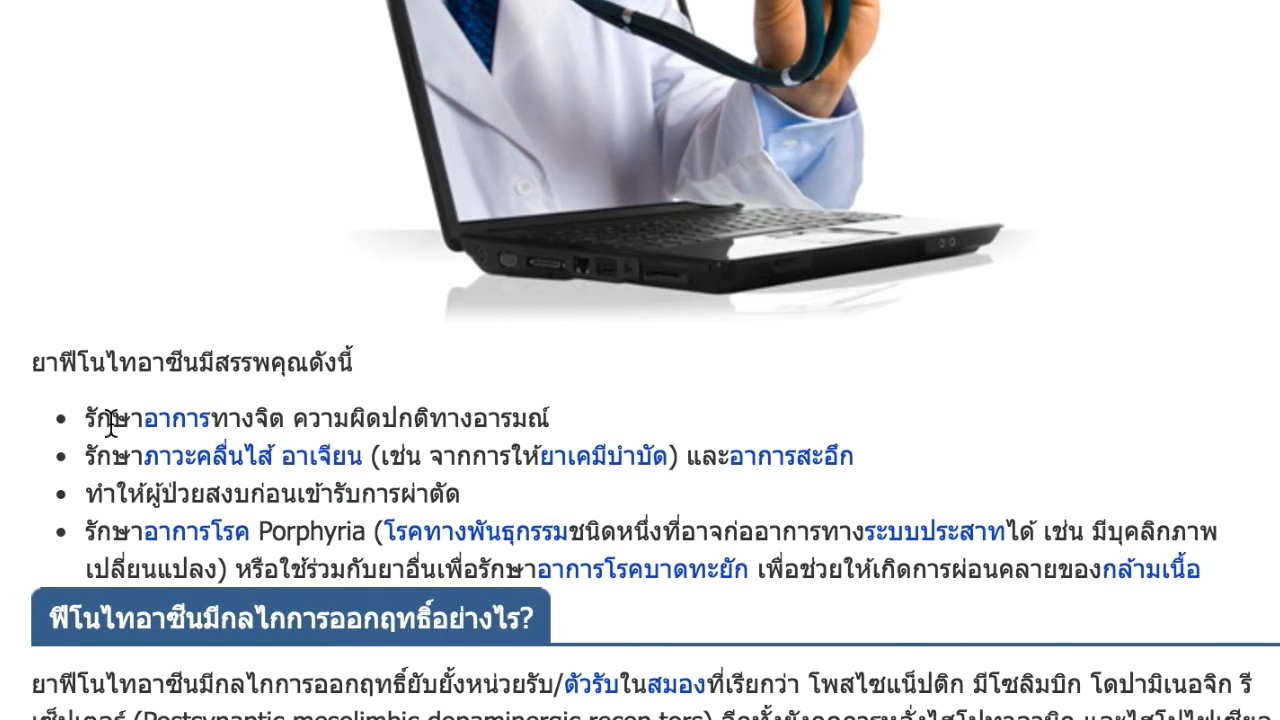 ยาฟีโนไทอาซีนมีสรรพคุณดังนี้
รักษาอาการทางจิต ความผิดปกติทางอารมณ์
รักษาภาวะคลื่นไส้ อาเจียน (เช่น จากการให้ยาเคมีบำบัด) และอาการสะอึก
ทำให้ผู้ป่วยสงบก่อนเข้ารับการผ่าตัด
รักษาอาการโรค Porphyria (โรคทางพันธุกรรมชนิดหนึ่งที่อาจก่ออาการทางระบบประสาทได้ เช่น มีบุคลิกภาพ
เปลี่ยนแปลง) หรือใช้ร่วมกับยาอื่นเพื่อรักษาอาการโรคบาดทะยัก เพื่อช่วยให้เกิดการผ่อนคลายของกล้ามเนื้อ
ฟีโนไทอาซีนมีกลไกการออกฤทธิ์อย่างไร?
ยาฟีโนไทอาซีนมีกลไกการออกฤทธิ์ยับยั้งหน่วยรับ/ตัวรับในสมองที่เรียกว่า โพสไซแน็ปติก มีโซลิมบิก โดปามิเนอจิก รี
เซ็ปเตอร์ (Postsynaptic mesolimbic dopaminergic recep tors)